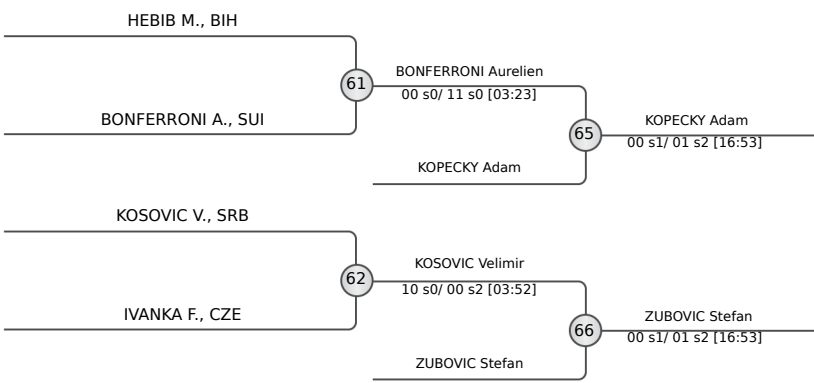 HEBIB M., BIH
61
BONFERRONI Aurelien
00 s0/ 11 s0 [03:23]
BONFERRONI A., SUI
65
KOPECKY Adam
00 s1/ 01 s2 [16:53]
KOPECKY Adam
KOSOVIC V., SRB
62
KOSOVIC Velimir
10 s0/ 00 s2 [03:52]
IVANKA F., CZE
66
ZUBOVIC Stefan
00 s1/ 01 s2 [16:53]
ZUBOVIC Stefan